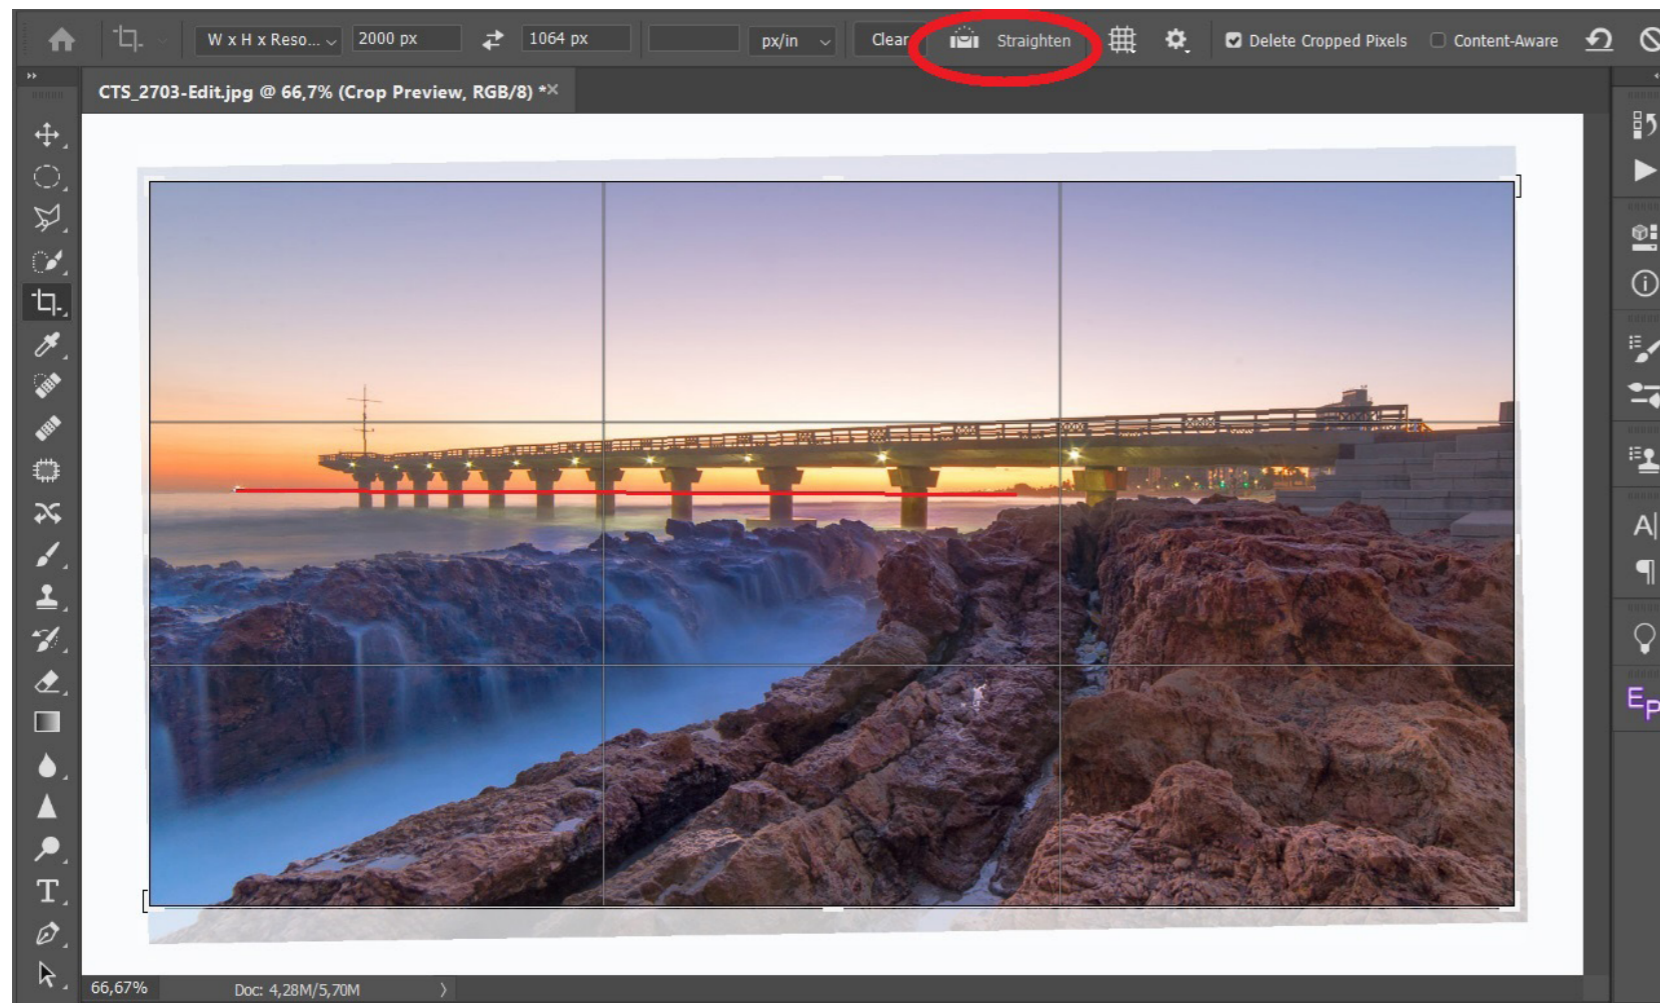 W x H x Reso... 2000 px 1064 px px/in Clear Straighten Delete Cropped Pixels Content-Aware
CTS_2703-Edit.jpg @ 66,7% (Crop Preview, RGB/8) *
66,67% Doc: 4,28M/5,70M